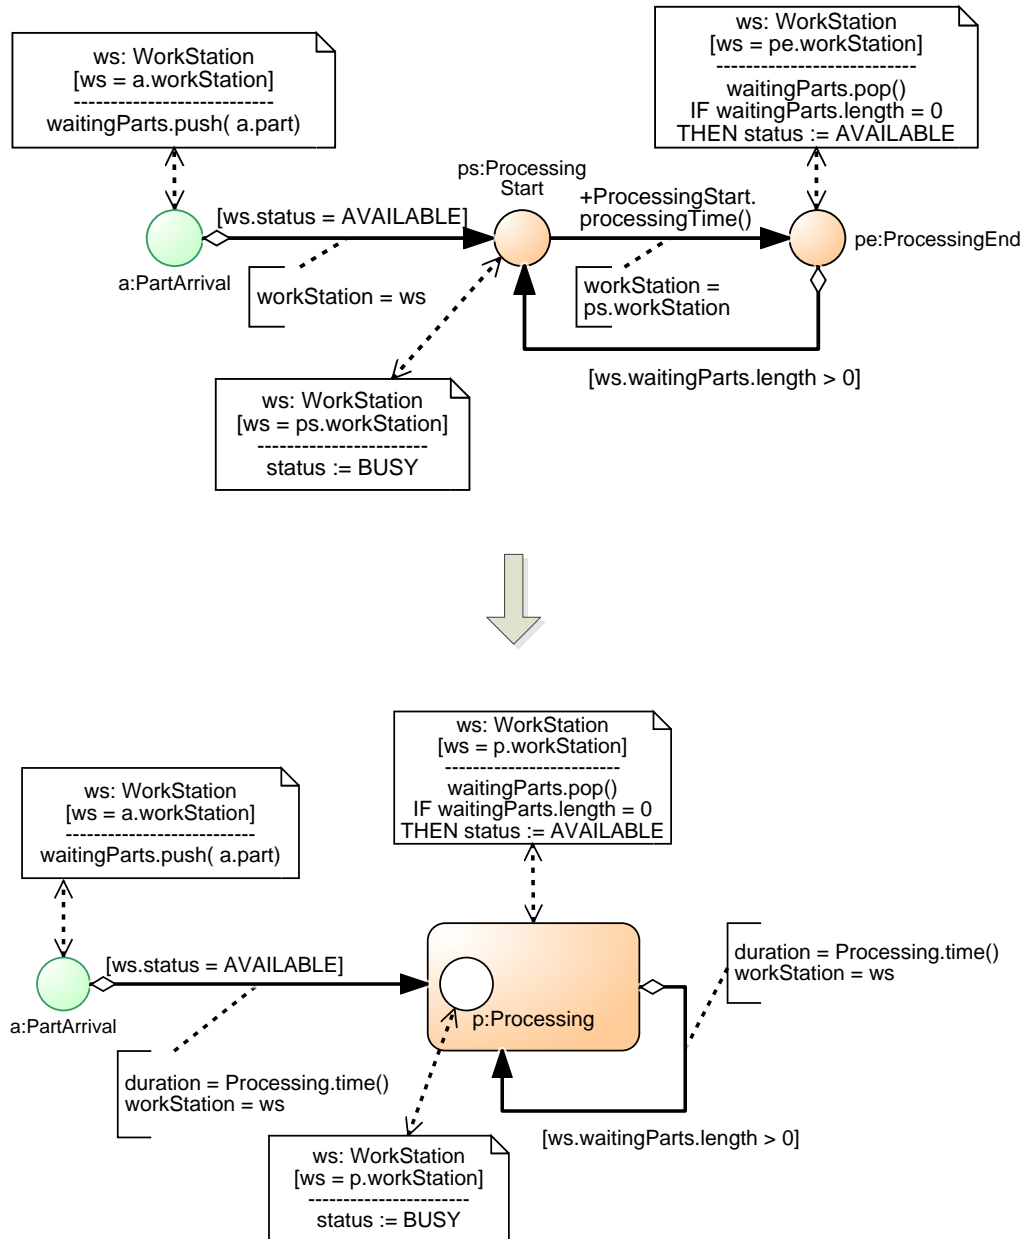 ws: WorkStation
[ws = a.workStation]
---------------------------
waitingParts.push( a.part)
ws: WorkStation
[ws = pe.workStation]
---------------------------
waitingParts.pop()
IF waitingParts.length = 0
THEN status := AVAILABLE
ps:Processing
Start
[ws.status = AVAILABLE]
+ProcessingStart.
processingTime()
a:PartArrival
pe:ProcessingEnd
workStation = ws
workStation =
ps.workStation
[ws.waitingParts.length > 0]
ws: WorkStation
[ws = ps.workStation]
-----------------------
status := BUSY
ws: WorkStation
[ws = p.workStation]
------------------------
waitingParts.pop()
IF waitingParts.length = 0
THEN status := AVAILABLE
ws: WorkStation
[ws = a.workStation]
-----------------------------
waitingParts.push( a.part)
[ws.status = AVAILABLE]
a:PartArrival
p:Processing
duration = Processing.time()
workStation = ws
duration = Processing.time()
workStation = ws
[ws.waitingParts.length > 0]
ws: WorkStation
[ws = p.workStation]
------------------------
status := BUSY